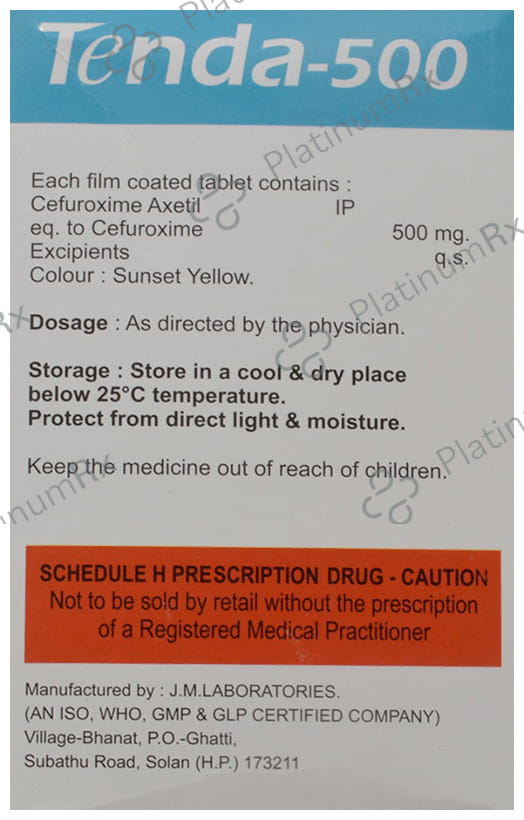 Tenda-500
Each film coated tablet contains :
Cefuroxime Axetil IP
eq. to Cefuroxime 500 mg.
Excipients q.s.
Colour : Sunset Yellow.
Dosage : As directed by the physician.
Storage : Store in a cool & dry place
below 25°C temperature.
Protect from direct light & moisture.
Keep the medicine out of reach of children.
SCHEDULE H PRESCRIPTION DRUG - CAUTION
Not to be sold by retail without the prescription
of a Registered Medical Practitioner
Manufactured by : J.M.LABORATORIES.
(AN ISO, WHO, GMP & GLP CERTIFIED COMPANY)
Village-Bhanat, P.O.-Ghatti,
Subathu Road, Solan (H.P.) 173211
PlatinumRx
PlatinumRx